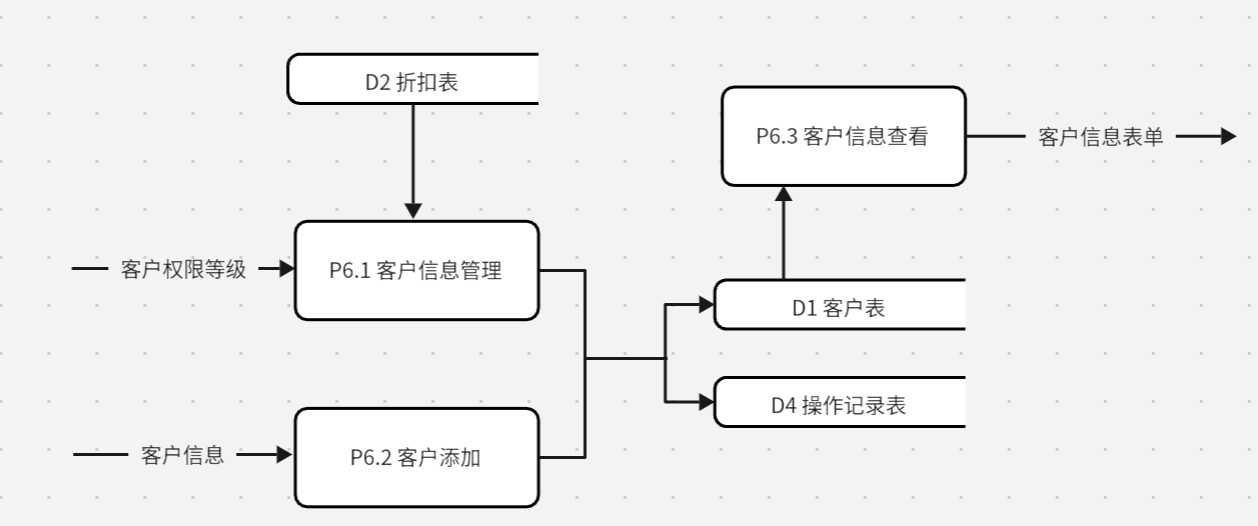 D2 折扣表
P6.3 客户信息查看
客户信息表单
客户权限等级
P6.1 客户信息管理
D1 客户表
D4 操作记录表
客户信息
P6.2 客户添加